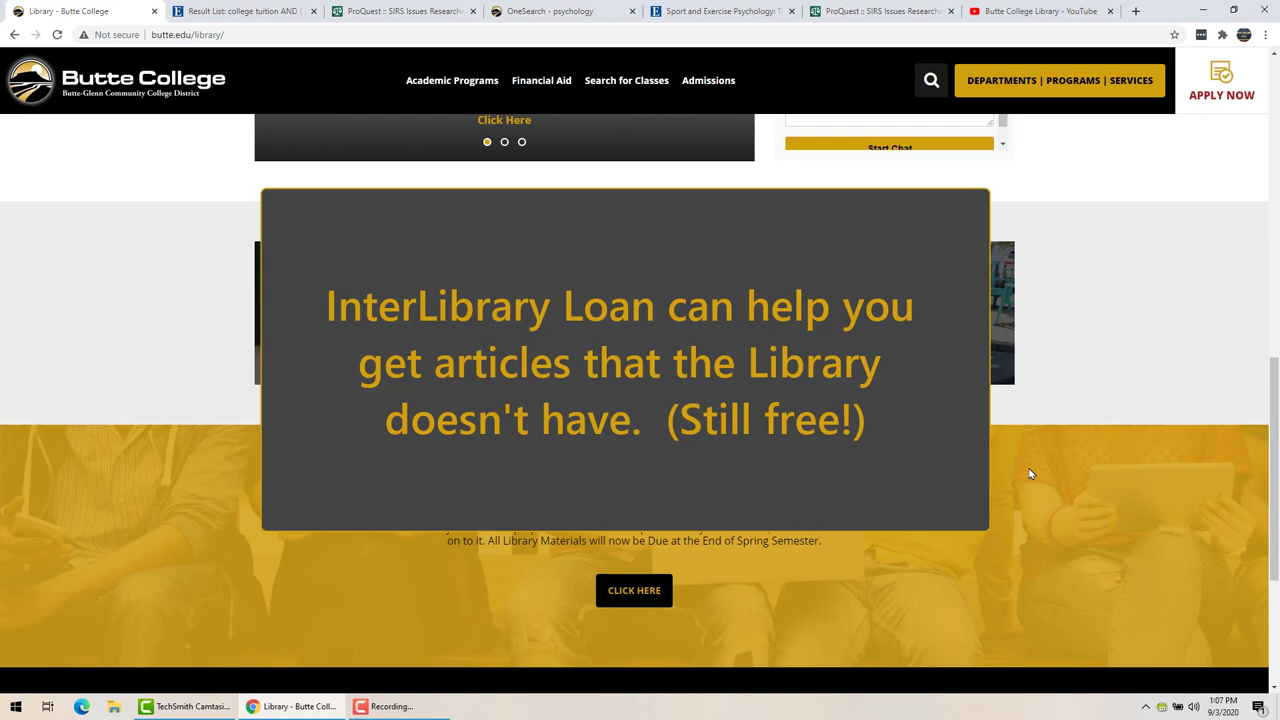 Library - Butte College
Result List: college tuition AND (
ProQuest :: SIRS Issues Researche
OneSearch - psychology
Sport and Exercise Psychology: T
ProQuest :: SIRS Issues Researche
Butte College Library - YouTube
Not secure | butte.edu/library/
Butte College
Butte-Glenn Community College District
Academic Programs
Financial Aid
Search for Classes
Admissions
DEPARTMENTS | PROGRAMS | SERVICES
APPLY NOW
Click Here
Start Chat
InterLibrary Loan can help you
get articles that the Library
doesn't have. (Still free!)
on to it. All Library Materials will now be Due at the End of Spring Semester.
CLICK HERE
TechSmith Camtasi...
Library - Butte Coll...
Recording...
1:07 PM
9/3/2020